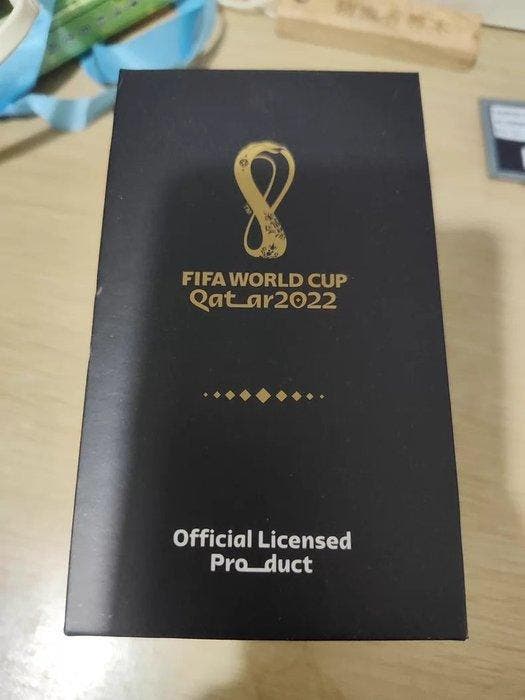 FIFA WORLD CUP
Qatar2022
Official Licensed
Product